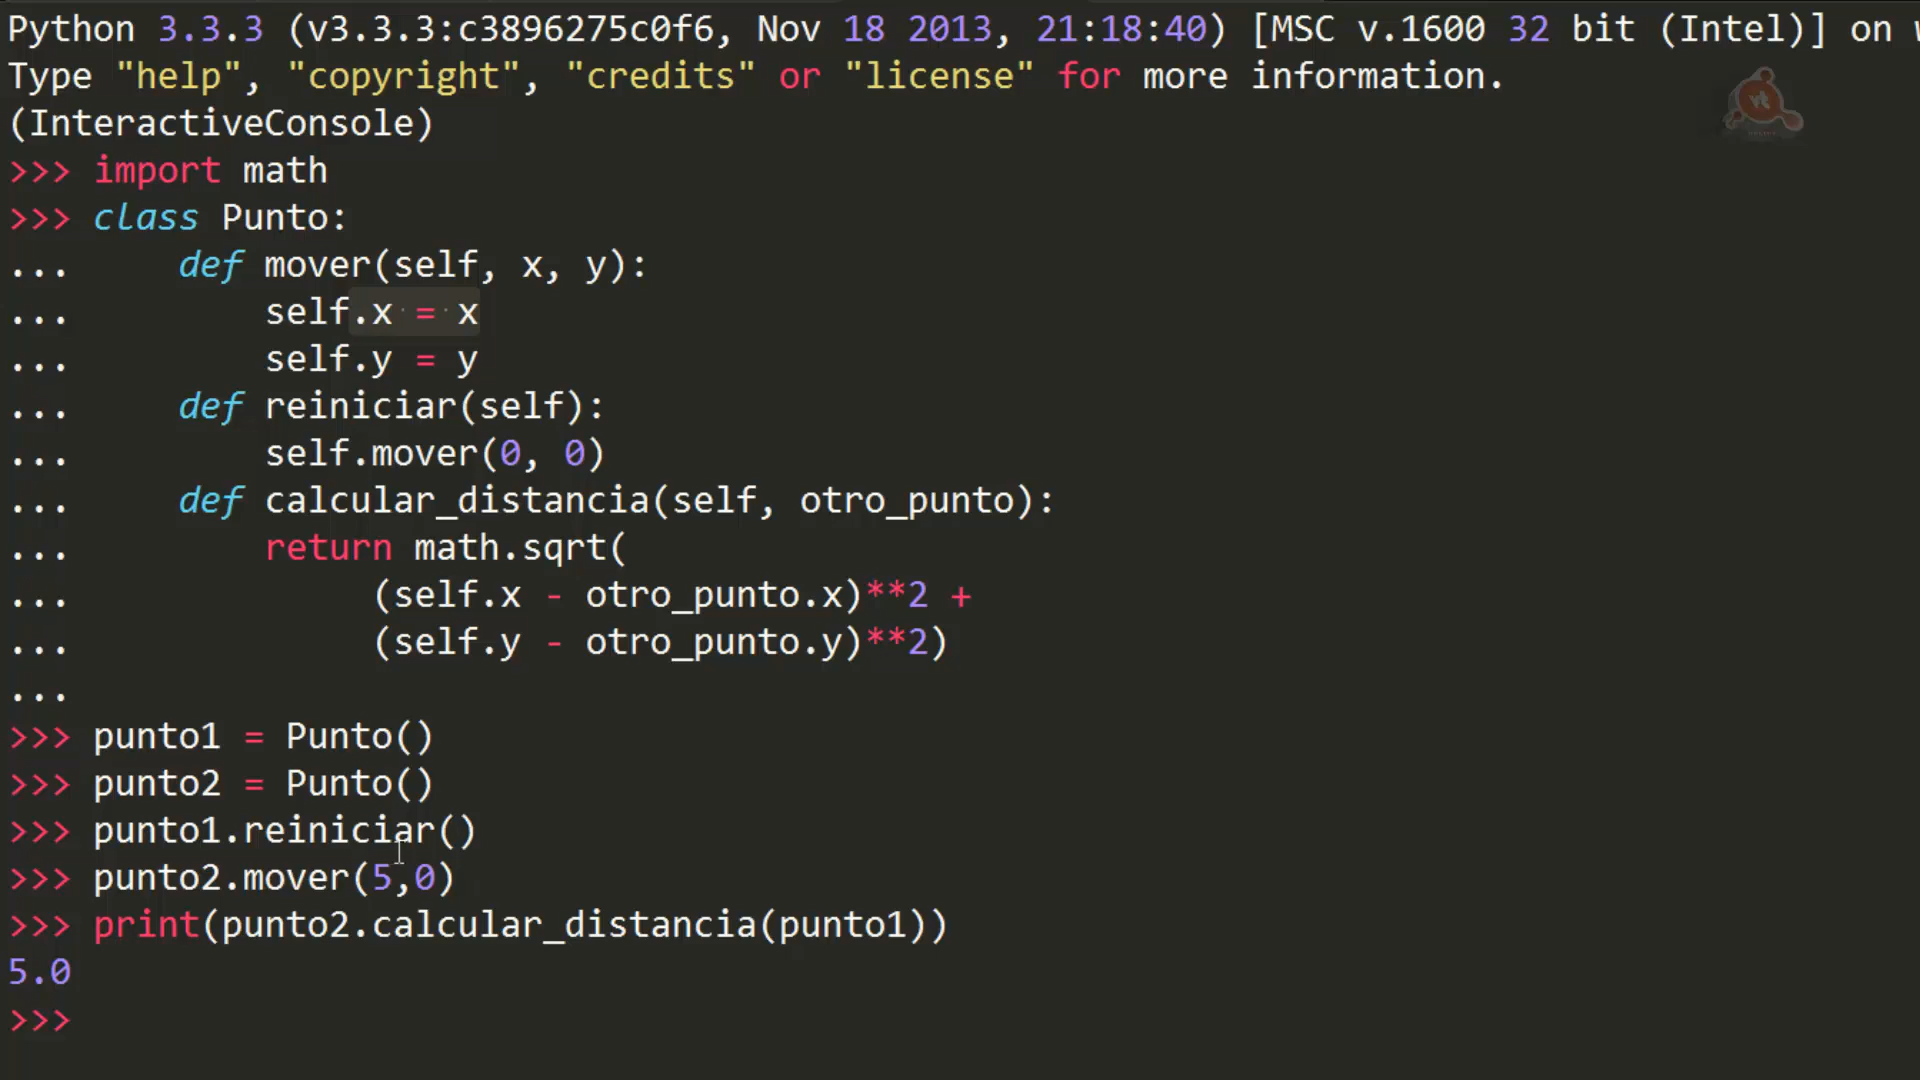 Python 3.3.3 (v3.3.3:c3896275c0f6, Nov 18 2013, 21:18:40) [MSC v.1600 32 bit (Intel)] on
Type "help", "copyright", "credits" or "license" for more information.
(InteractiveConsole)
>>> import math
>>> class Punto:
...     def mover(self, x, y):
...         self.x = x
...         self.y = y
...     def reiniciar(self):
...         self.mover(0, 0)
...     def calcular_distancia(self, otro_punto):
...         return math.sqrt(
...              (self.x - otro_punto.x)**2 +
...              (self.y - otro_punto.y)**2)
...
>>> punto1 = Punto()
>>> punto2 = Punto()
>>> punto1.reiniciar()
>>> punto2.mover(5,0)
>>> print(punto2.calcular_distancia(punto1))
5.0
>>>